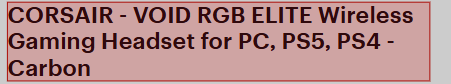 CORSAIR - VOID RGB ELITE Wireless
Gaming Headset for PC, PS5, PS4 -
Carbon